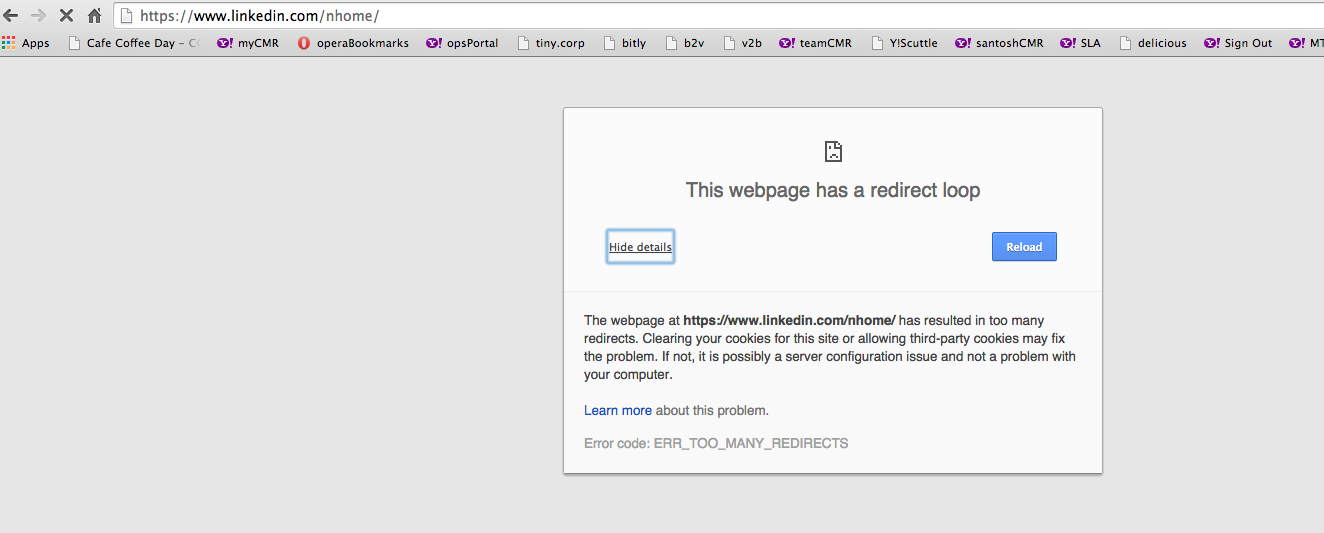 https://www.linkedin.com/nhome/
Apps Cafe Coffee Day – CC myCMR operaBookmarks opsPortal tiny.corp bitly b2v v2b teamCMR Y!Scuttle santoshCMR SLA delicious Sign Out MT
This webpage has a redirect loop
Hide details Reload
The webpage at https://www.linkedin.com/nhome/ has resulted in too many
redirects. Clearing your cookies for this site or allowing third-party cookies may fix
the problem. If not, it is possibly a server configuration issue and not a problem with
your computer.
Learn more about this problem.
Error code: ERR_TOO_MANY_REDIRECTS